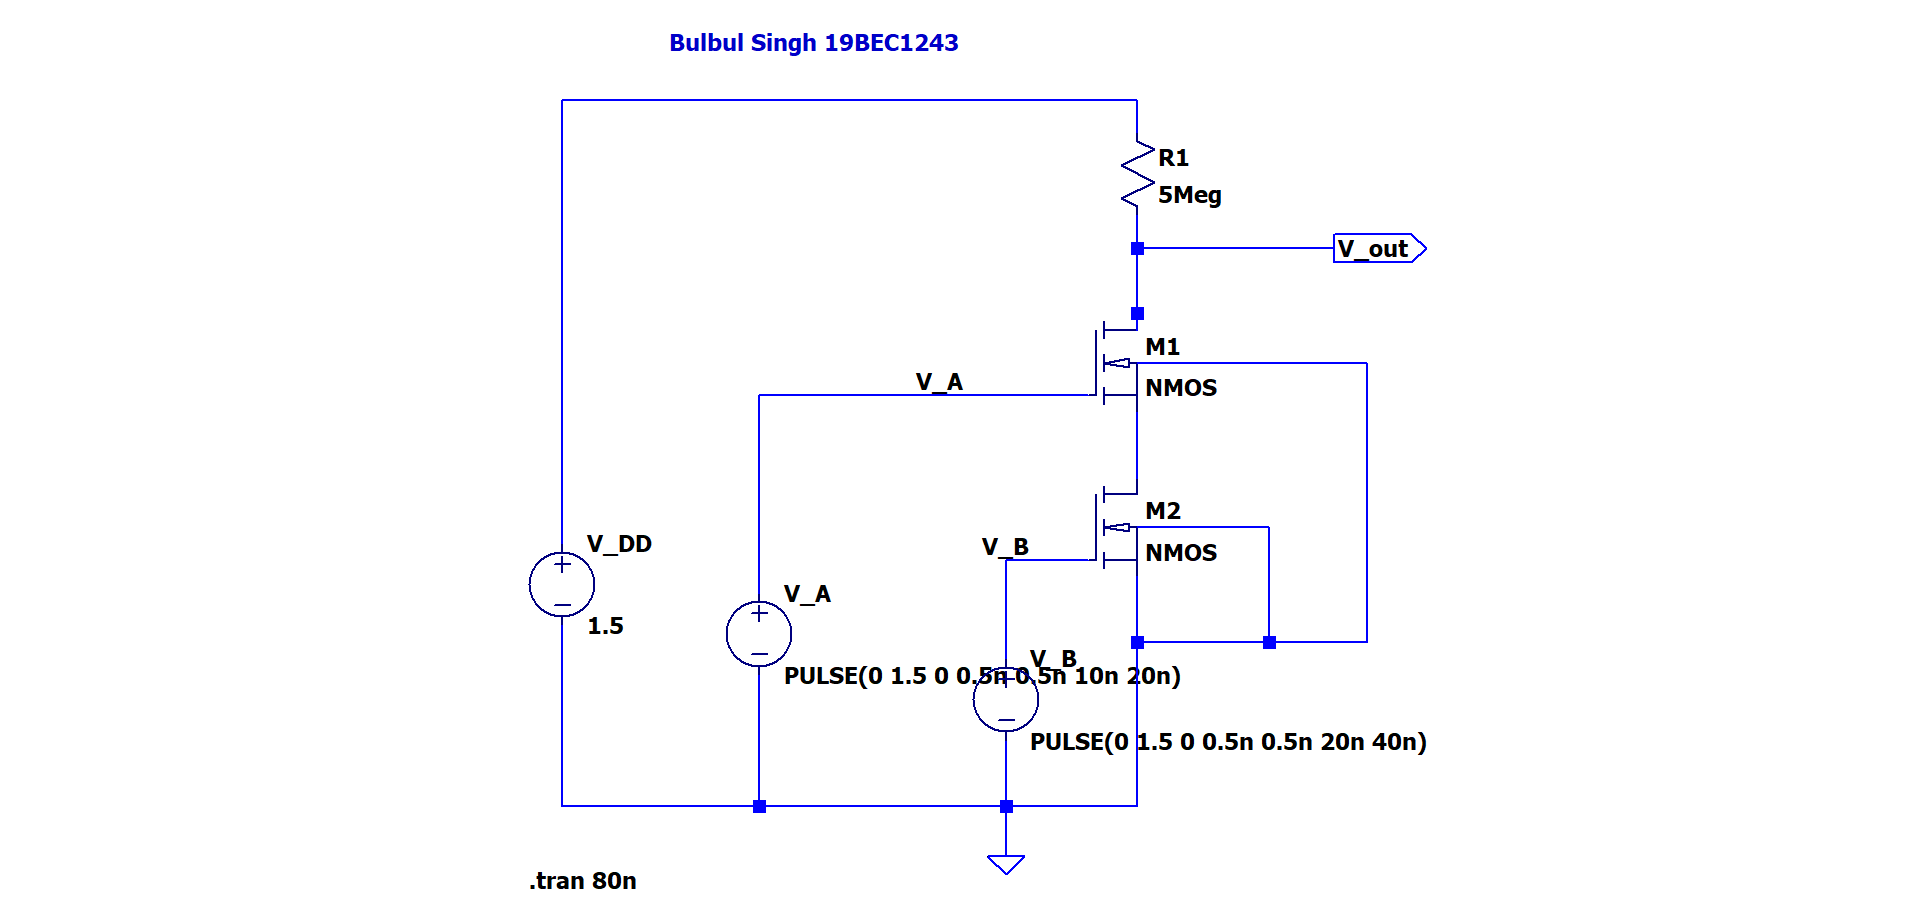 Bulbul Singh 19BEC1243
R1
5Meg
V_out
M1
V_A
NMOS
M2
V_B
NMOS
V_DD
V_A
1.5
V_B
PULSE(0 1.5 0 0.5n 0.5n 10n 20n)
PULSE(0 1.5 0 0.5n 0.5n 20n 40n)
.tran 80n